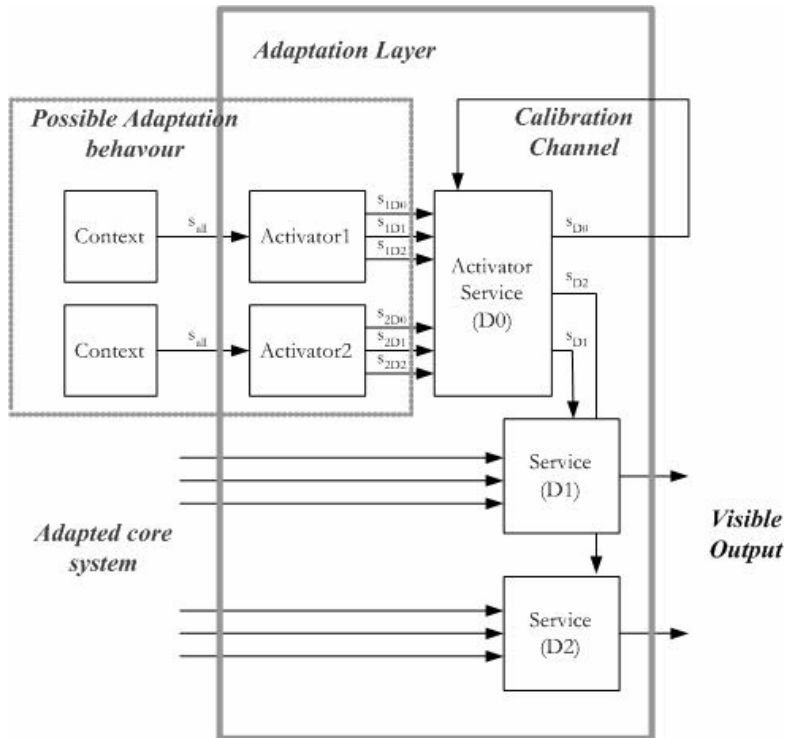 Adaptation Layer
Possible Adaptation
behavour
Calibration
Channel
Context
s_all
Activator1
s_1D0
s_1D1
s_1D2
Activator
Service
(D0)
s_D0
s_D2
s_D1
Context
s_all
Activator2
s_2D0
s_2D1
s_2D2
Service
(D1)
Adapted core
system
Visible
Output
Service
(D2)